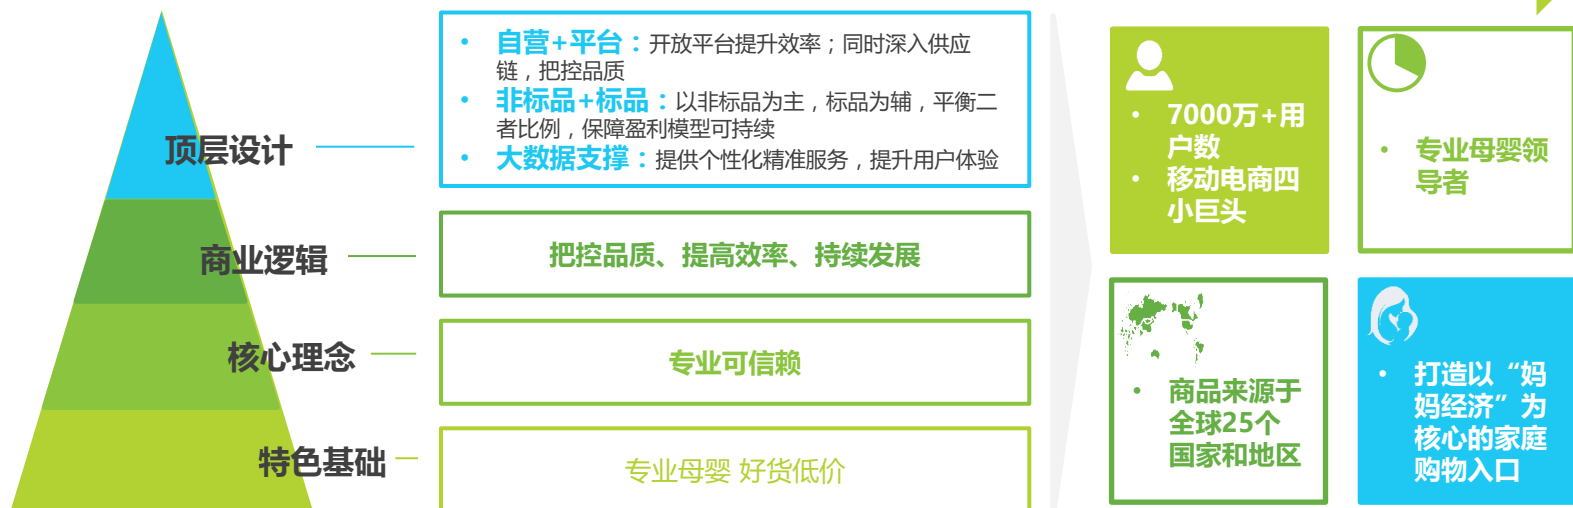 顶层设计
• 自营+平台：开放平台提升效率；同时深入供应
链，把控品质
• 非标品+标品：以非标品为主，标品为辅，平衡二
者比例，保障盈利模型可持续
• 大数据支撑：提供个性化精准服务，提升用户体验
商业逻辑
把控品质、提高效率、持续发展
核心理念
专业可信赖
特色基础
专业母婴 好货低价
• 7000万+用
户数
• 移动电商四
小巨头
• 专业母婴领
导者
• 商品来源于
全球25个
国家和地区
• 打造以“妈
妈经济”为
核心的家庭
购物入口